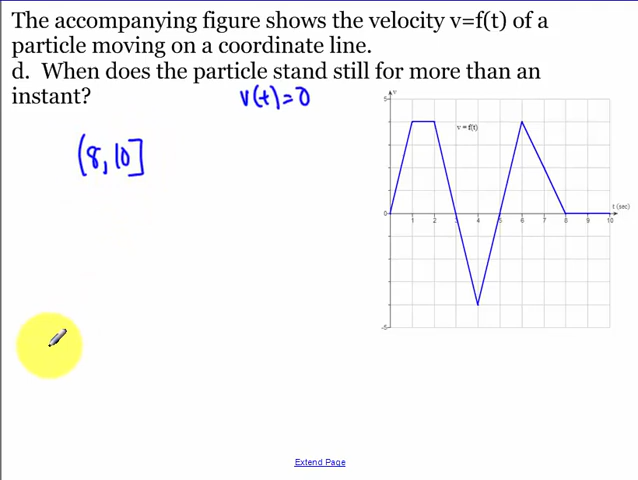 The accompanying figure shows the velocity v=f(t) of a
particle moving on a coordinate line.
d. When does the particle stand still for more than an
instant?
v(t)=0
(8, 10]
5
v
v = f(t)
0
1 2 3 4 5 6 7 8 9 10
t (sec)
-5
Extend Page